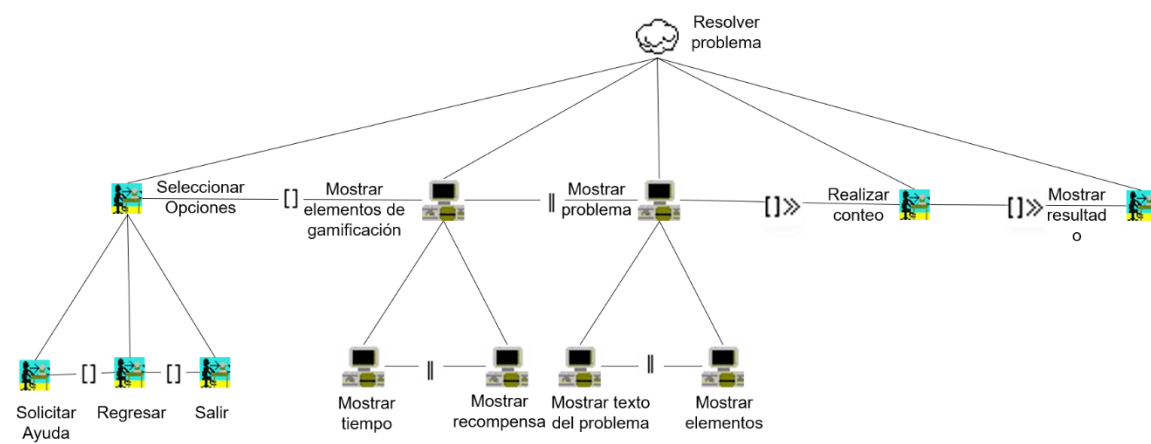 Resolver
problema
Seleccionar
Opciones
[]
Mostrar
elementos de
gamificación
||
Mostrar
problema
[]>>
Realizar
conteo
[]>>
Mostrar
resultad
o
[]
[]
||
||
Solicitar
Ayuda
Regresar
Salir
Mostrar
tiempo
Mostrar
recompensa
Mostrar texto
del problema
Mostrar
elementos